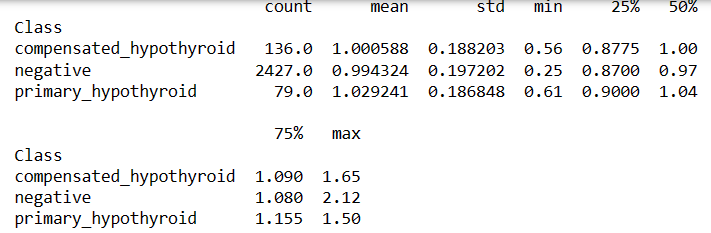 count mean std min 25% 50%
Class
compensated_hypothyroid 136.0 1.000588 0.188203 0.56 0.8775 1.00
negative 2427.0 0.994324 0.197202 0.25 0.8700 0.97
primary_hypothyroid 79.0 1.029241 0.186848 0.61 0.9000 1.04
75% max
Class
compensated_hypothyroid 1.090 1.65
negative 1.080 2.12
primary_hypothyroid 1.155 1.50